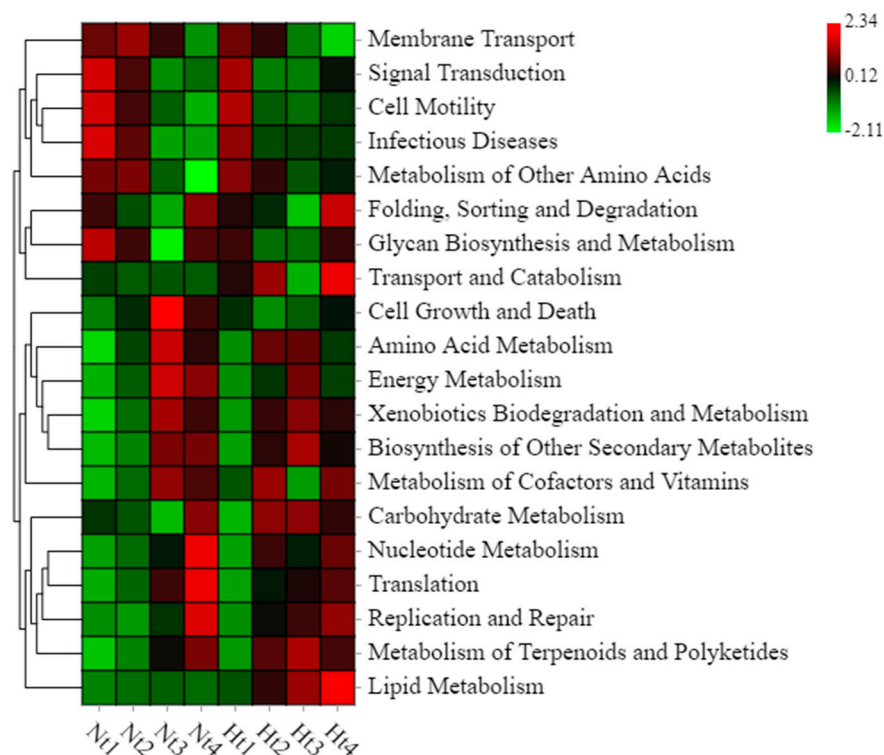 Membrane Transport
Signal Transduction
Cell Motility
Infectious Diseases
Metabolism of Other Amino Acids
Folding, Sorting and Degradation
Glycan Biosynthesis and Metabolism
Transport and Catabolism
Cell Growth and Death
Amino Acid Metabolism
Energy Metabolism
Xenobiotics Biodegradation and Metabolism
Biosynthesis of Other Secondary Metabolites
Metabolism of Cofactors and Vitamins
Carbohydrate Metabolism
Nucleotide Metabolism
Translation
Replication and Repair
Metabolism of Terpenoids and Polyketides
Lipid Metabolism
Nt1 Nt2 Nt3 Nt4 Ht1 Ht2 Ht3 Ht4
2.34
0.12
-2.11